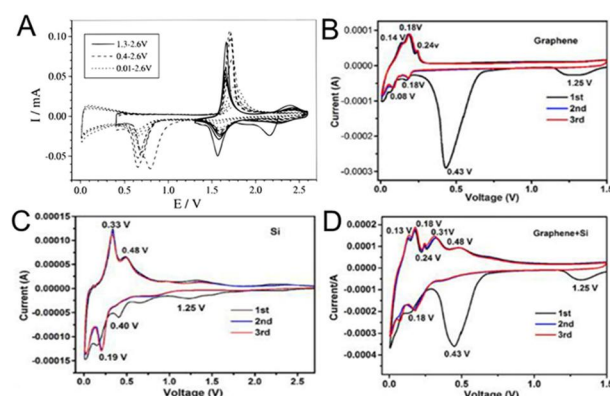 A
1.3-2.6V
0.4-2.6V
0.01-2.6V
I / mA
0.10
0.05
0.00
-0.05
0.0 0.5 1.0 1.5 2.0 2.5
E / V
B
Graphene
0.18V
0.14 V
0.24v
0.08 V
0.18V
1.25 V
0.43 V
1st
2nd
3rd
Current (A)
0.0001
0.0000
-0.0001
-0.0002
-0.0003
0.0 0.5 1.0 1.5
Voltage (V)
C
Si
0.33 V
0.48 V
1.25 V
0.40 V
0.19 V
1st
2nd
3rd
Current (A)
0.00015
0.00010
0.00005
0.00000
-0.00005
-0.00010
-0.00015
0.0 0.5 1.0 1.5 2.0 2.5
Voltage (V)
D
Graphene+Si
0.18 V
0.13 V
0.31V
0.24 V
0.48 V
1.25 V
0.18 V
0.43 V
1st
2nd
3rd
Current/A
0.0002
0.0001
0.0000
-0.0001
-0.0002
-0.0003
-0.0004
0.0 0.5 1.0 1.5
Voltage (V)